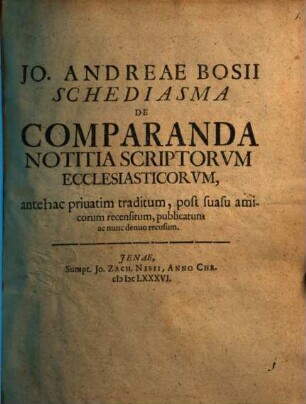 JO. ANDREAE BOSII
SCHEDIASMA
DE
COMPARANDA
NOTITIA SCRIPTORVM
ECCLESIASTICORVM,
antehac priuatim traditum, post suasu ami-
corum recensitum, publicatum
ac nunc denuo recusum.
JENAE,
Sumpt. Jo. ZACH. NISII, ANNO CHR.
cIɔ Iɔc LXXXVI.